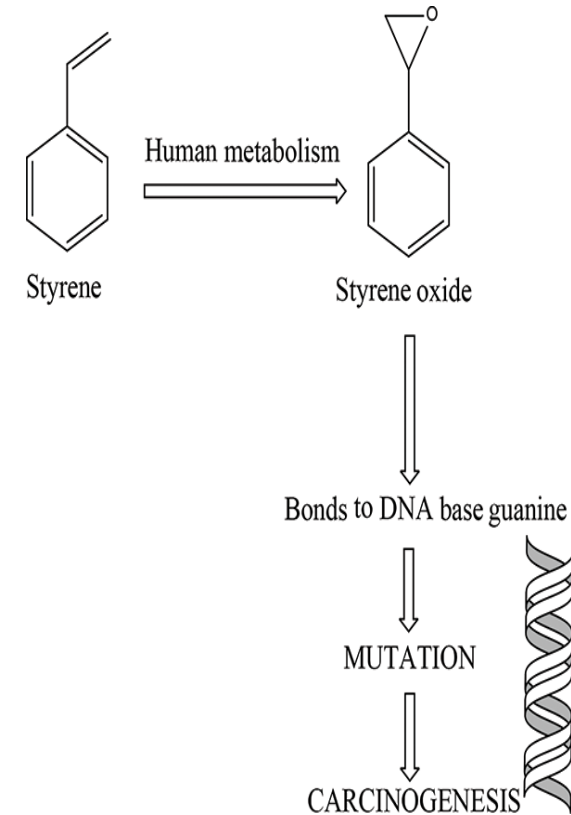 O
Human metabolism
Styrene
Styrene oxide
Bonds to DNA base guanine
MUTATION
CARCINOGENESIS